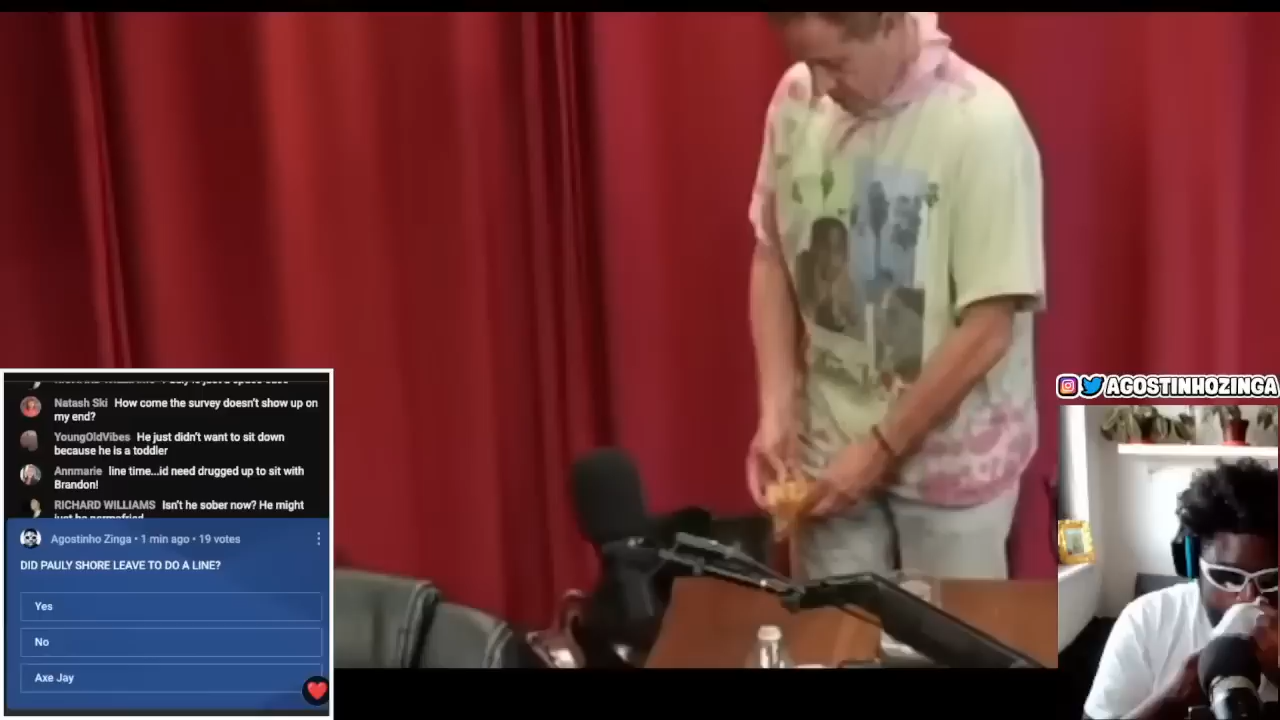 Natash Ski How come the survey doesn't show up on
my end?
YoungOldVibes He just didn't want to sit down
because he is a toddler
Annmarie line time...id need drugged up to sit with
Brandon!
RICHARD WILLIAMS Isn't he sober now? He might
just be permafried
Agostinho Zinga • 1 min ago • 19 votes
DID PAULY SHORE LEAVE TO DO A LINE?
Yes
No
Axe Jay
AGOSTINHOZINGA